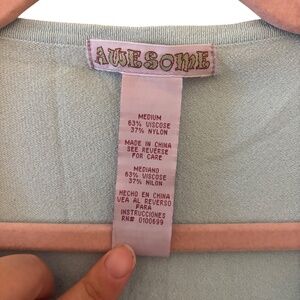 AWESOME
MEDIUM
63% VISCOSE
37% NYLON
MADE IN CHINA
SEE REVERSE
FOR CARE
MEDIANO
63% VISCOSE
37% NILON
HECHO EN CHINA
VEA AL REVERSO
PARA
INSTRUCCIONES
RN# 0100699